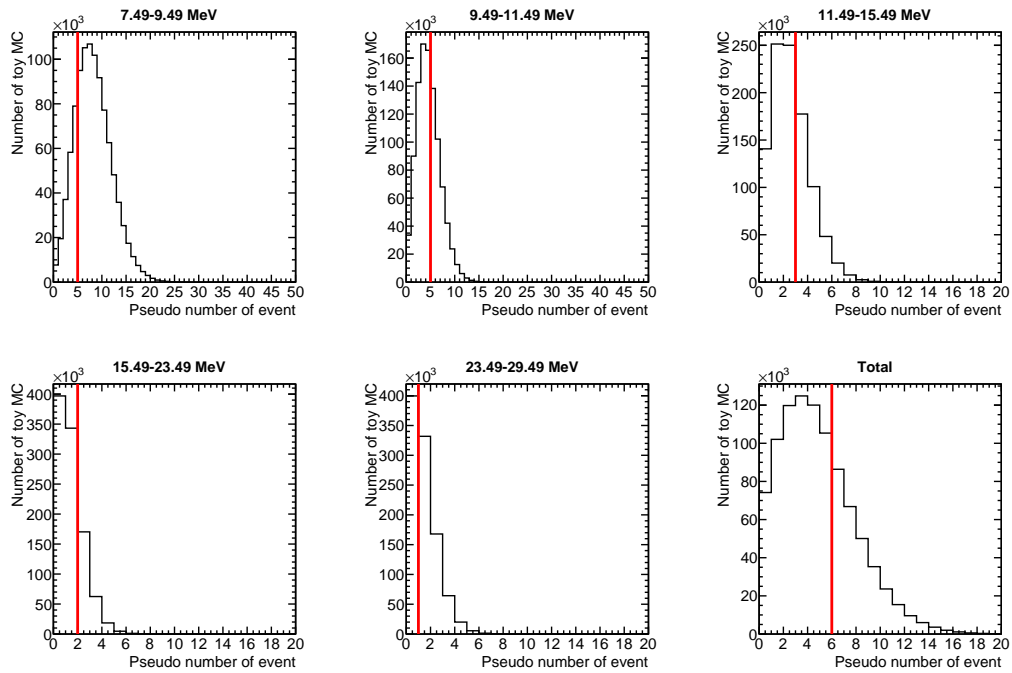 7.49-9.49 MeV
×10³
Number of toy MC
100
80
60
40
20
0
0 5 10 15 20 25 30 35 40 45 50
Pseudo number of event
9.49-11.49 MeV
×10³
Number of toy MC
160
140
120
100
80
60
40
20
0
0 5 10 15 20 25 30 35 40 45 50
Pseudo number of event
11.49-15.49 MeV
×10³
Number of toy MC
250
200
150
100
50
0
0 2 4 6 8 10 12 14 16 18 20
Pseudo number of event
15.49-23.49 MeV
×10³
Number of toy MC
400
350
300
250
200
150
100
50
0
0 2 4 6 8 10 12 14 16 18 20
Pseudo number of event
23.49-29.49 MeV
×10³
Number of toy MC
400
350
300
250
200
150
100
50
0
0 2 4 6 8 10 12 14 16 18 20
Pseudo number of event
Total
×10³
Number of toy MC
120
100
80
60
40
20
0
0 2 4 6 8 10 12 14 16 18 20
Pseudo number of event